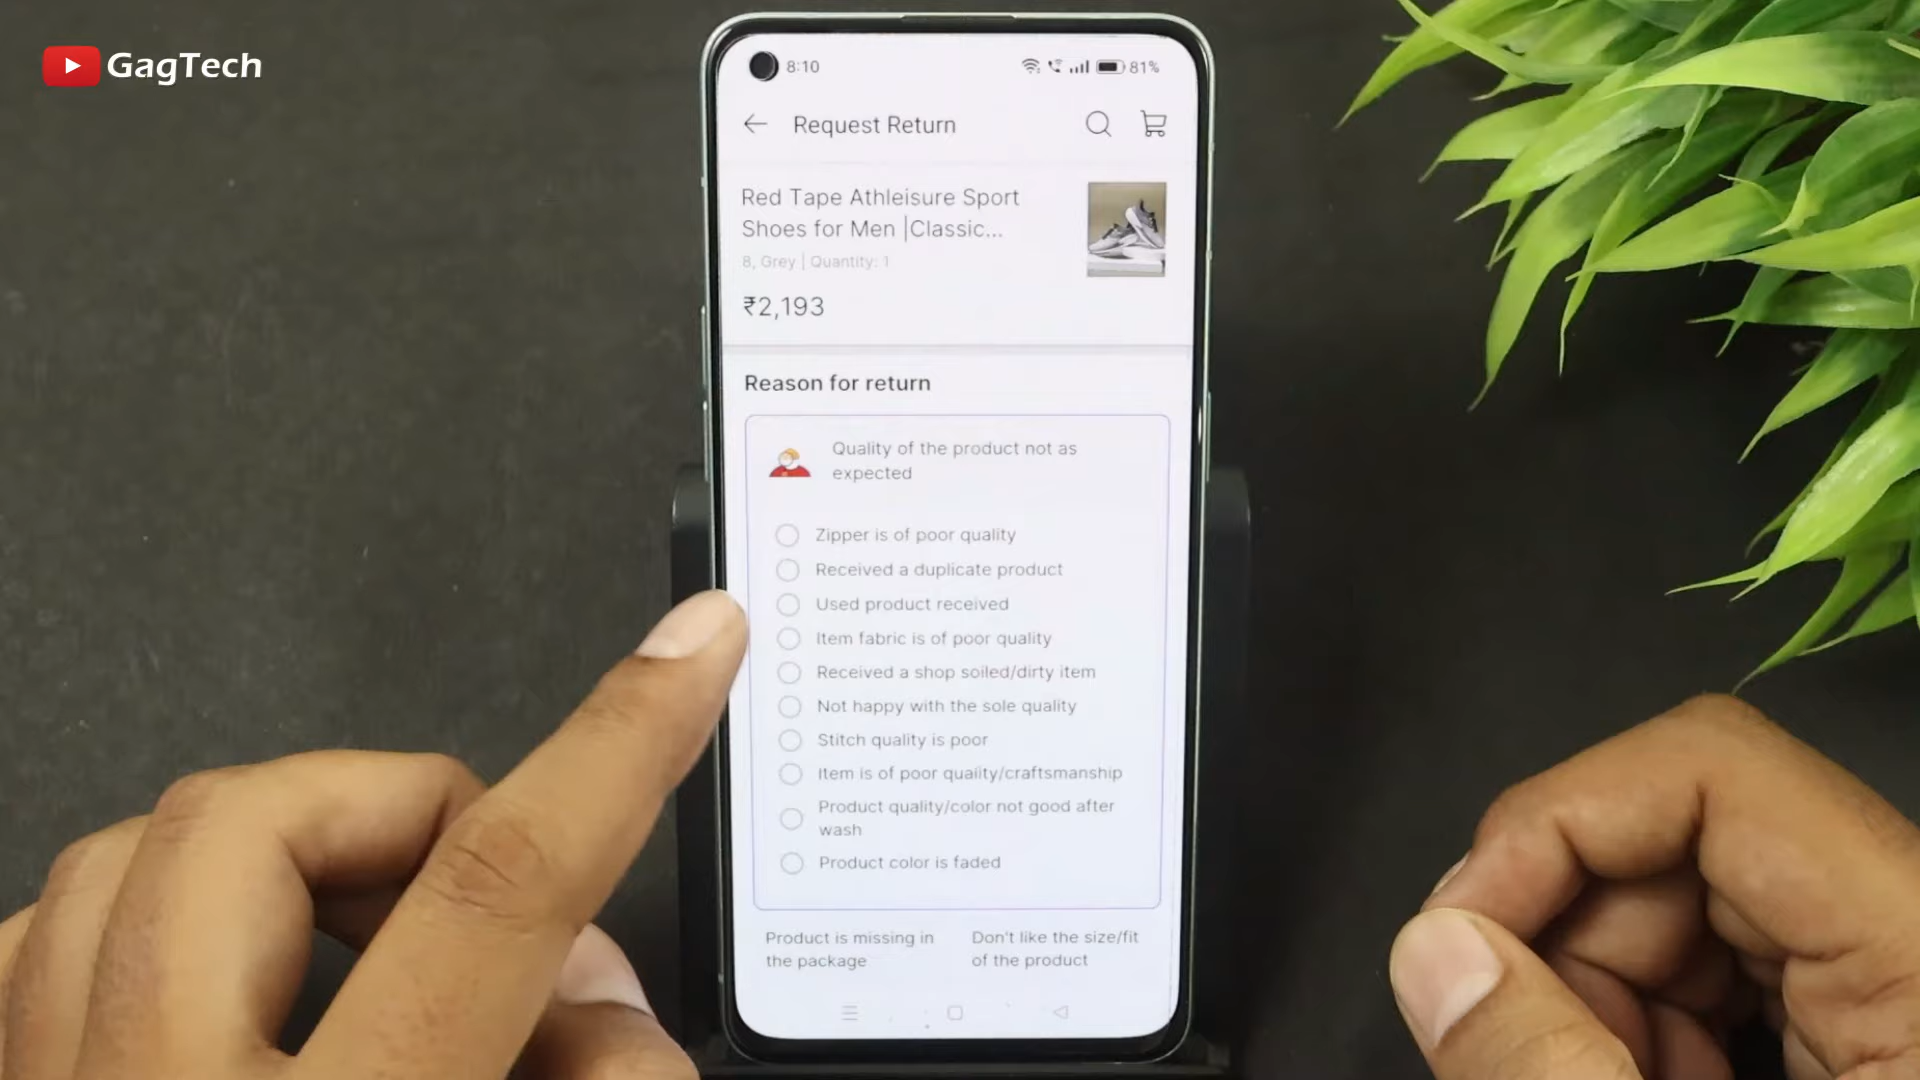 GagTech
8:10
81%
Request Return
Red Tape Athleisure Sport
Shoes for Men |Classic...
8, Grey | Quantity: 1
₹2,193
Reason for return
Quality of the product not as
expected
Zipper is of poor quality
Received a duplicate product
Used product received
Item fabric is of poor quality
Received a shop soiled/dirty item
Not happy with the sole quality
Stitch quality is poor
Item is of poor quality/craftsmanship
Product quality/color not good after
wash
Product color is faded
Product is missing in
the package
Don't like the size/fit
of the product